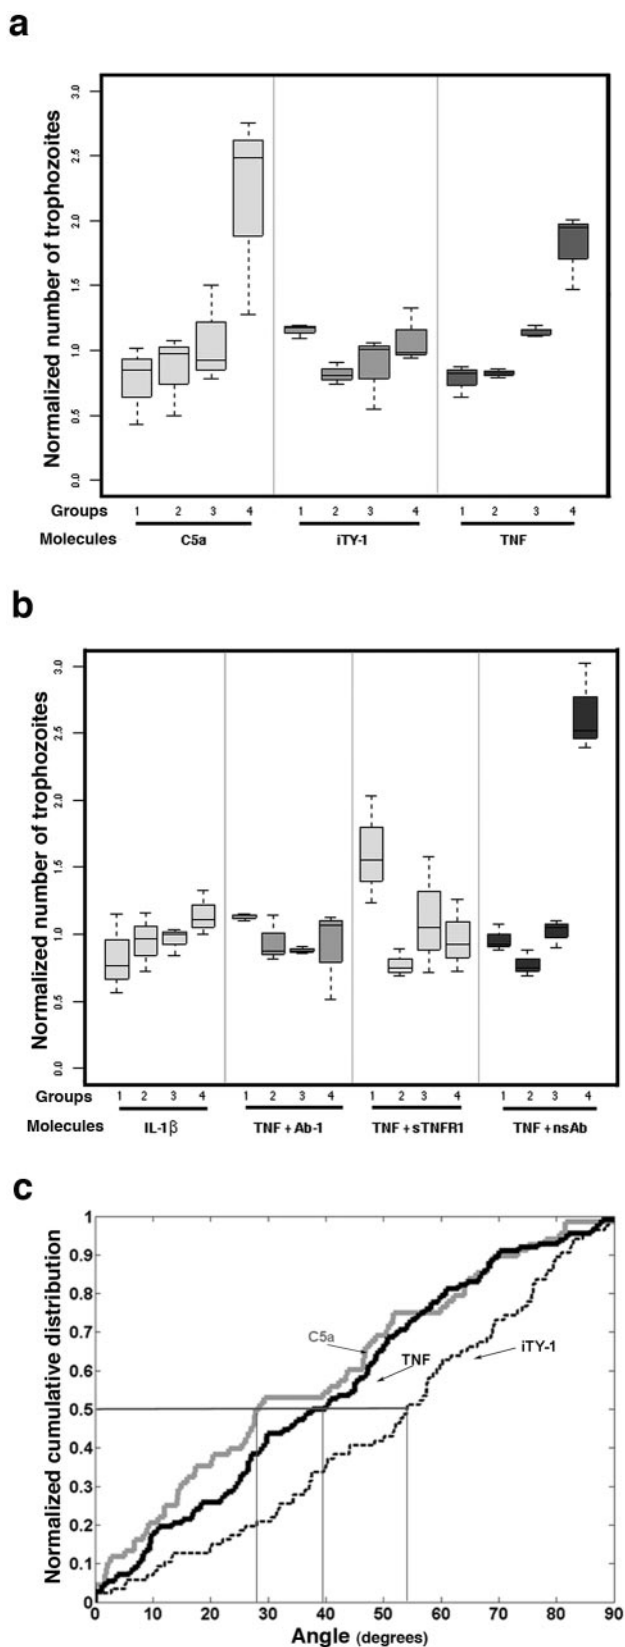 a
Normalized number of trophozoites
3.0
2.5
2.0
1.5
1.0
0.5
0.0
Groups 1 2 3 4 1 2 3 4 1 2 3 4
Molecules C5a iTY-1 TNF
b
Normalized number of trophozoites
3.0
2.5
2.0
1.5
1.0
0.5
0.0
Groups 1 2 3 4 1 2 3 4 1 2 3 4 1 2 3 4
Molecules IL-1β TNF + Ab-1 TNF + sTNFR1 TNF + nsAb
c
Normalized cumulative distribution
1
0.9
0.8
0.7
0.6
0.5
0.4
0.3
0.2
0.1
0
C5a
TNF
iTY-1
0 10 20 30 40 50 60 70 80 90
Angle (degrees)